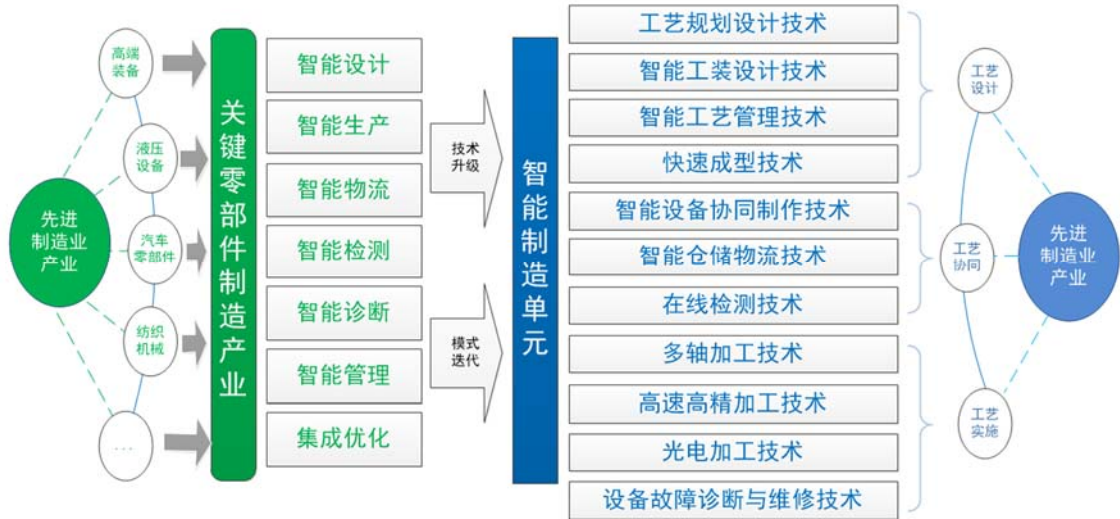 先进
制造业
产业
高端
装备
液压
设备
汽车
零部件
纺织
机械
...
关键零部件制造产业
智能设计
智能生产
智能物流
智能检测
智能诊断
智能管理
集成优化
技术
升级
模式
迭代
智能制造单元
工艺规划设计技术
智能工装设计技术
智能工艺管理技术
快速成型技术
智能设备协同制作技术
智能仓储物流技术
在线检测技术
多轴加工技术
高速高精加工技术
光电加工技术
设备故障诊断与维修技术
工艺
设计
工艺
协同
工艺
实施
先进
制造业
产业